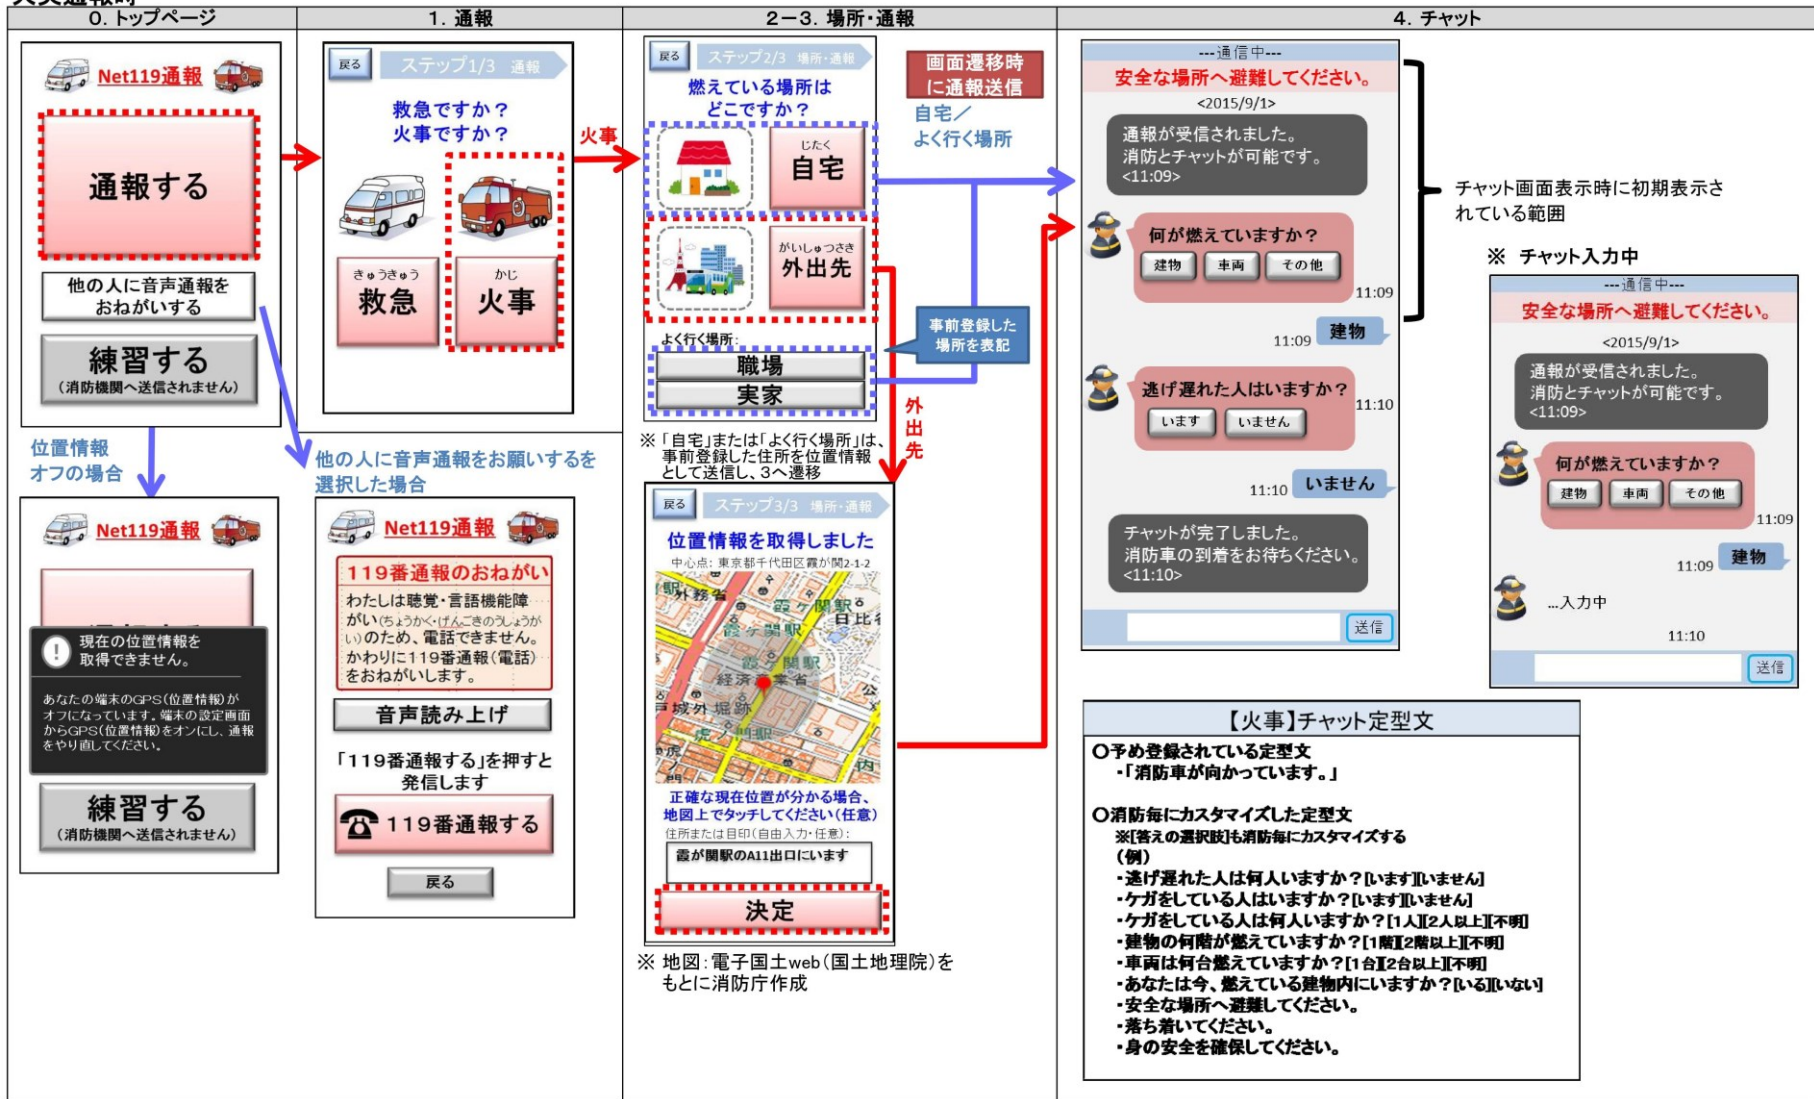 0. トップページ
1. 通報
2－3. 場所・通報
4. チャット
Net119通報
通報する
他の人に音声通報を
おねがいする
練習する
(消防機関へ送信されません)
位置情報
オフの場合
Net119通報
現在の位置情報を
取得できません。
あなたの端末のGPS(位置情報)が
オフになっています。端末の設定画面
からGPS(位置情報)をオンにし、通報
をやり直してください。
練習する
(消防機関へ送信されません)
戻る
ステップ1/3 通報
救急ですか？
火事ですか？
きゅうきゅう
救急
かじ
火事
火事
他の人に音声通報をお願いするを
選択した場合
Net119通報
119番通報のおねがい
わたしは聴覚・言語機能障
がい(ちょうかく・げんごきのうしょうが
い)のため、電話できません。
かわりに119番通報(電話)
をおねがいします。
音声読み上げ
「119番通報する」を押すと
発信します
119番通報する
戻る
戻る
ステップ2/3 場所・通報
燃えている場所は
どこですか？
じたく
自宅
がいしゅつさき
外出先
よく行く場所:
職場
実家
画面遷移時
に通報送信
自宅／
よく行く場所
事前登録した
場所を表記
外出先
※「自宅」または「よく行く場所」は、
事前登録した住所を位置情報
として送信し、3へ遷移
戻る
ステップ3/3 場所・通報
位置情報を取得しました
中心点: 東京都千代田区霞が関2-1-2
外務省
霞ケ関駅
日比谷
霞ケ関駅
霞ケ関駅
経済産業省
公
戸城外堀跡
虎ノ門駅
虎
内
正確な現在位置が分かる場合、
地図上でタッチしてください(任意)
住所または目印(自由入力・任意):
霞が関駅のA11出口にいます
決定
※ 地図:電子国土web(国土地理院)を
もとに消防庁作成
---通信中---
安全な場所へ避難してください。
<2015/9/1>
通報が受信されました。
消防とチャットが可能です。
<11:09>
何が燃えていますか？
建物 車両 その他
11:09
11:09 建物
逃げ遅れた人はいますか？
います いません
11:10
11:10 いません
チャットが完了しました。
消防車の到着をお待ちください。
<11:10>
送信
チャット画面表示時に初期表示さ
れている範囲
※ チャット入力中
---通信中---
安全な場所へ避難してください。
<2015/9/1>
通報が受信されました。
消防とチャットが可能です。
<11:09>
何が燃えていますか？
建物 車両 その他
11:09
11:09 建物
...入力中
11:10
送信
【火事】チャット定型文
○予め登録されている定型文
・「消防車が向かっています。」
○消防毎にカスタマイズした定型文
※[答えの選択肢]も消防毎にカスタマイズする
(例)
・逃げ遅れた人は何人いますか？[います][いません]
・ケガをしている人はいますか？[います][いません]
・ケガをしている人は何人いますか？[1人][2人以上][不明]
・建物の何階が燃えていますか？[1階][2階以上][不明]
・車両は何台燃えていますか？[1台][2台以上][不明]
・あなたは今、燃えている建物内にいますか？[いる][いない]
・安全な場所へ避難してください。
・落ち着いてください。
・身の安全を確保してください。